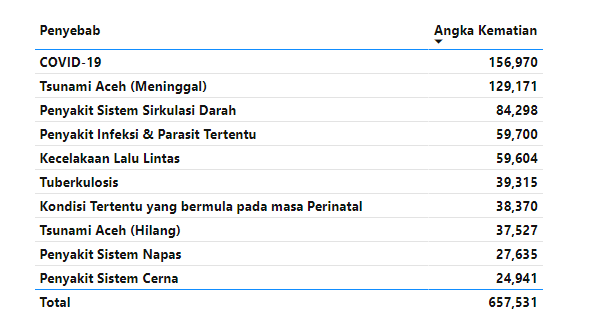 Penyebab Angka Kematian
COVID-19 156,970
Tsunami Aceh (Meninggal) 129,171
Penyakit Sistem Sirkulasi Darah 84,298
Penyakit Infeksi & Parasit Tertentu 59,700
Kecelakaan Lalu Lintas 59,604
Tuberkulosis 39,315
Kondisi Tertentu yang bermula pada masa Perinatal 38,370
Tsunami Aceh (Hilang) 37,527
Penyakit Sistem Napas 27,635
Penyakit Sistem Cerna 24,941
Total 657,531